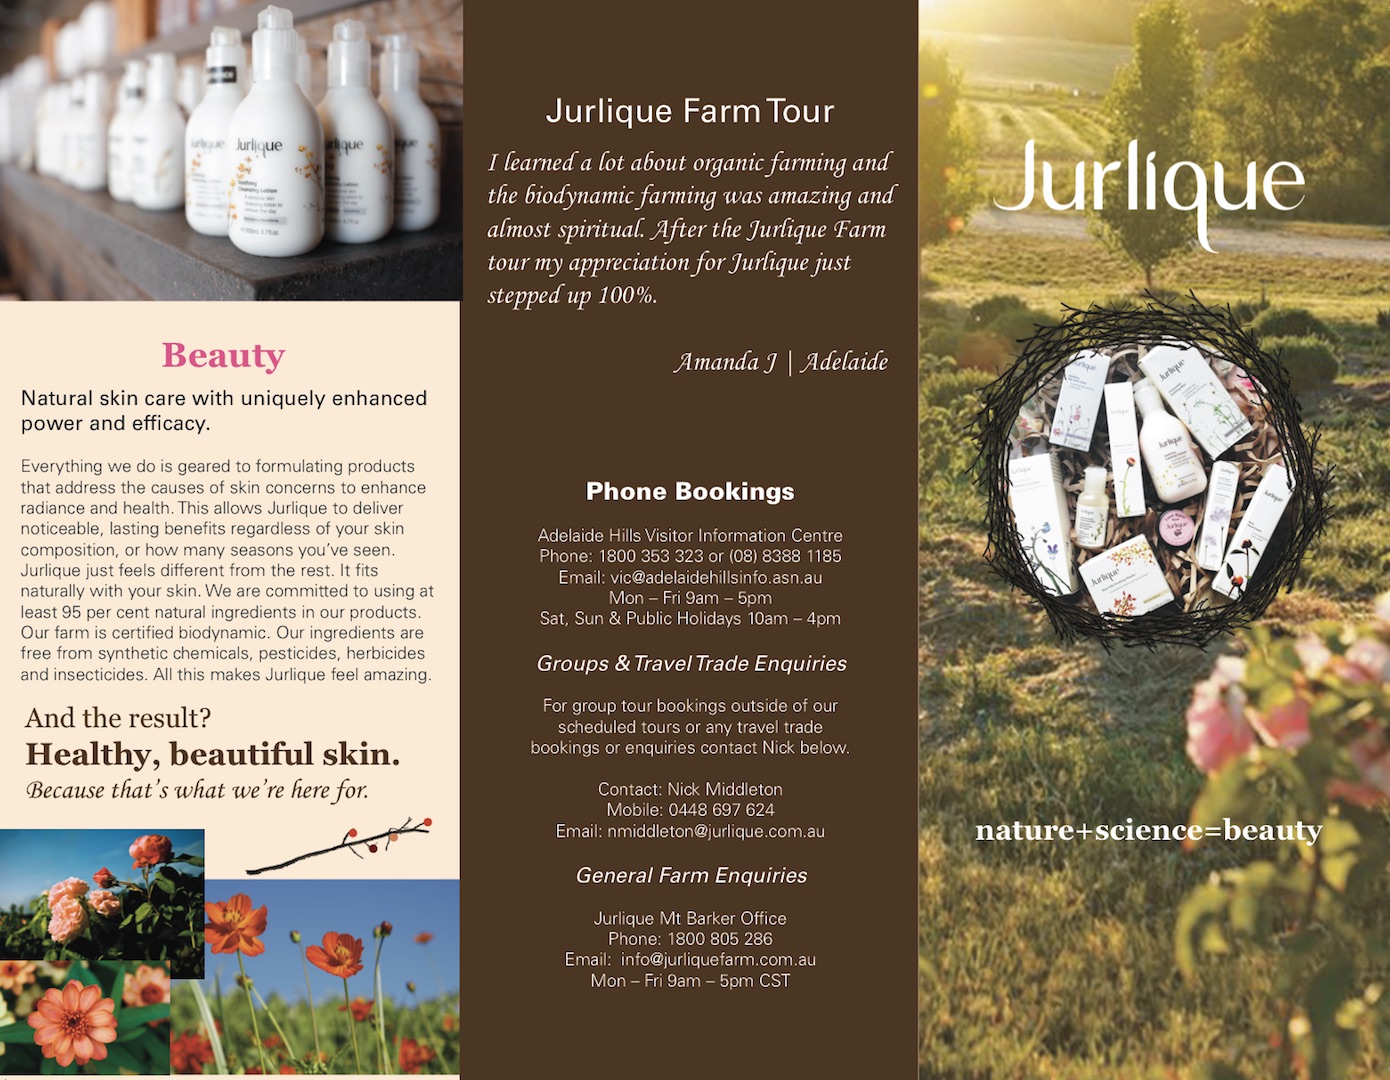 Jurlique
Soothing
Cleansing Lotion
Beauty
Natural skin care with uniquely enhanced
power and efficacy.
Everything we do is geared to formulating products
that address the causes of skin concerns to enhance
radiance and health. This allows Jurlique to deliver
noticeable, lasting benefits regardless of your skin
composition, or how many seasons you’ve seen.
Jurlique just feels different from the rest. It fits
naturally with your skin. We are committed to using at
least 95 per cent natural ingredients in our products.
Our farm is certified biodynamic. Our ingredients are
free from synthetic chemicals, pesticides, herbicides
and insecticides. All this makes Jurlique feel amazing.
And the result?
Healthy, beautiful skin.
Because that’s what we’re here for.
Jurlique Farm Tour
I learned a lot about organic farming and
the biodynamic farming was amazing and
almost spiritual. After the Jurlique Farm
tour my appreciation for Jurlique just
stepped up 100%.
Amanda J | Adelaide
Phone Bookings
Adelaide Hills Visitor Information Centre
Phone: 1800 353 323 or (08) 8388 1185
Email: vic@adelaidehillsinfo.asn.au
Mon – Fri 9am – 5pm
Sat, Sun & Public Holidays 10am – 4pm
Groups & Travel Trade Enquiries
For group tour bookings outside of our
scheduled tours or any travel trade
bookings or enquiries contact Nick below.
Contact: Nick Middleton
Mobile: 0448 697 624
Email: nmiddleton@jurlique.com.au
General Farm Enquiries
Jurlique Mt Barker Office
Phone: 1800 805 286
Email: info@jurliquefarm.com.au
Mon – Fri 9am – 5pm CST
Jurlique
Jurlique
Jurlique
Jurlique
Jurlique
Jurlique
Jurlique
nature+science=beauty